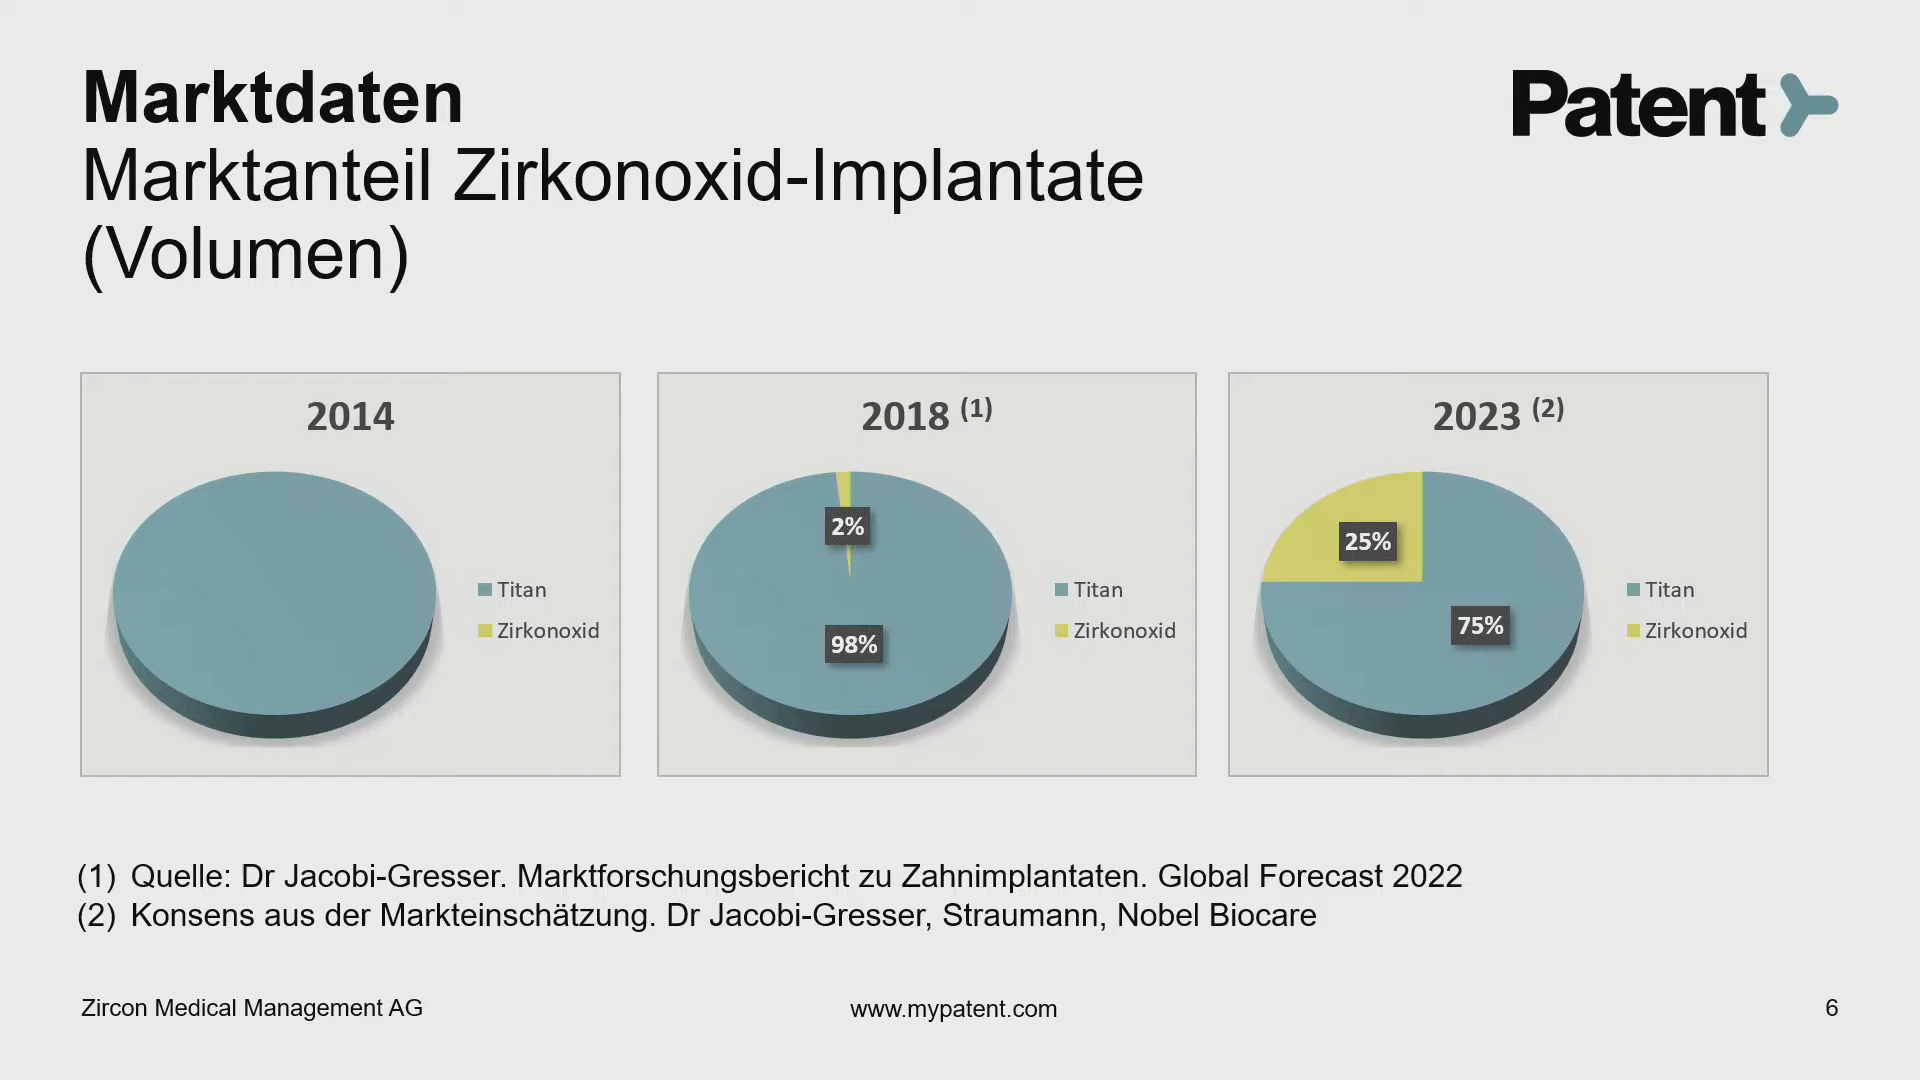 Marktdaten
Marktanteil Zirkonoxid-Implantate
(Volumen)
Patent
2014
Titan
Zirkonoxid
2018 (1)
2%
98%
Titan
Zirkonoxid
2023 (2)
25%
75%
Titan
Zirkonoxid
(1) Quelle: Dr Jacobi-Gresser. Marktforschungsbericht zu Zahnimplantaten. Global Forecast 2022
(2) Konsens aus der Markteinschätzung. Dr Jacobi-Gresser, Straumann, Nobel Biocare
Zircon Medical Management AG
www.mypatent.com
6